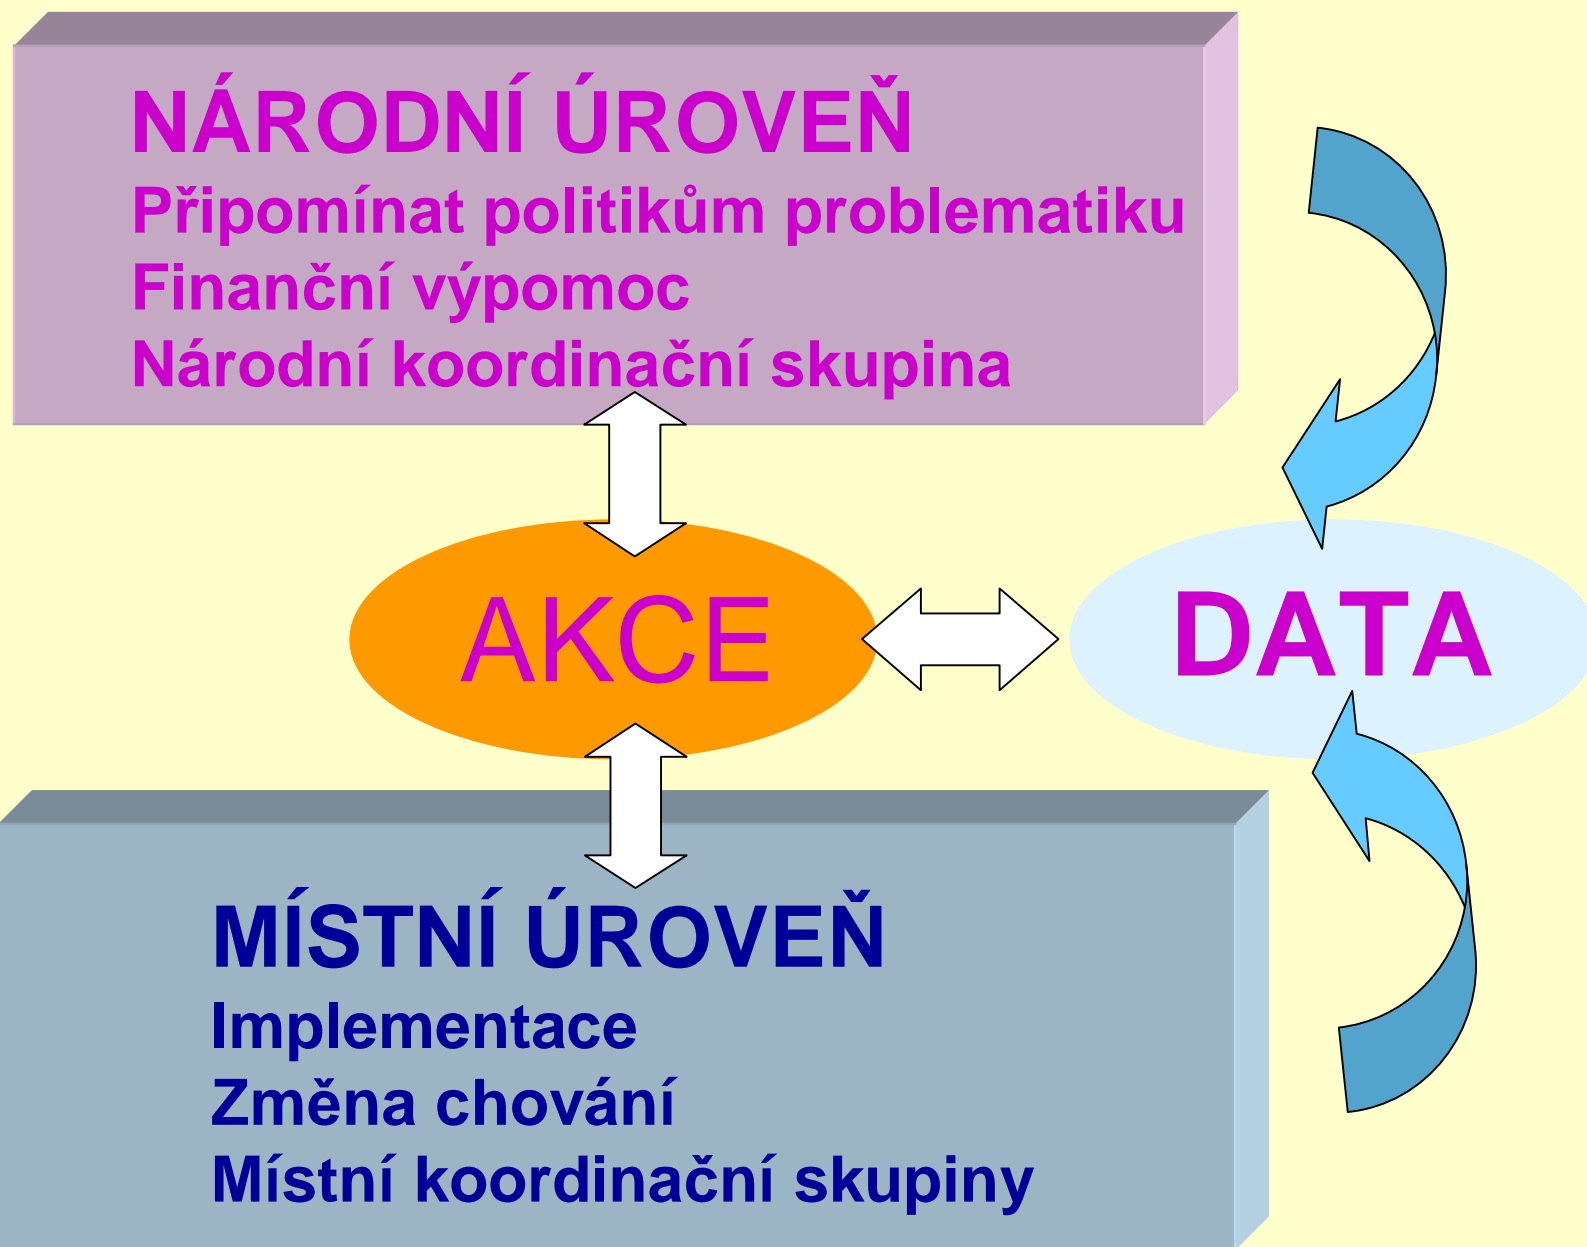 NÁRODNÍ ÚROVEŇ
Připomínat politikům problematiku
Finanční výpomoc
Národní koordinační skupina
AKCE
DATA
MÍSTNÍ ÚROVEŇ
Implementace
Změna chování
Místní koordinační skupiny